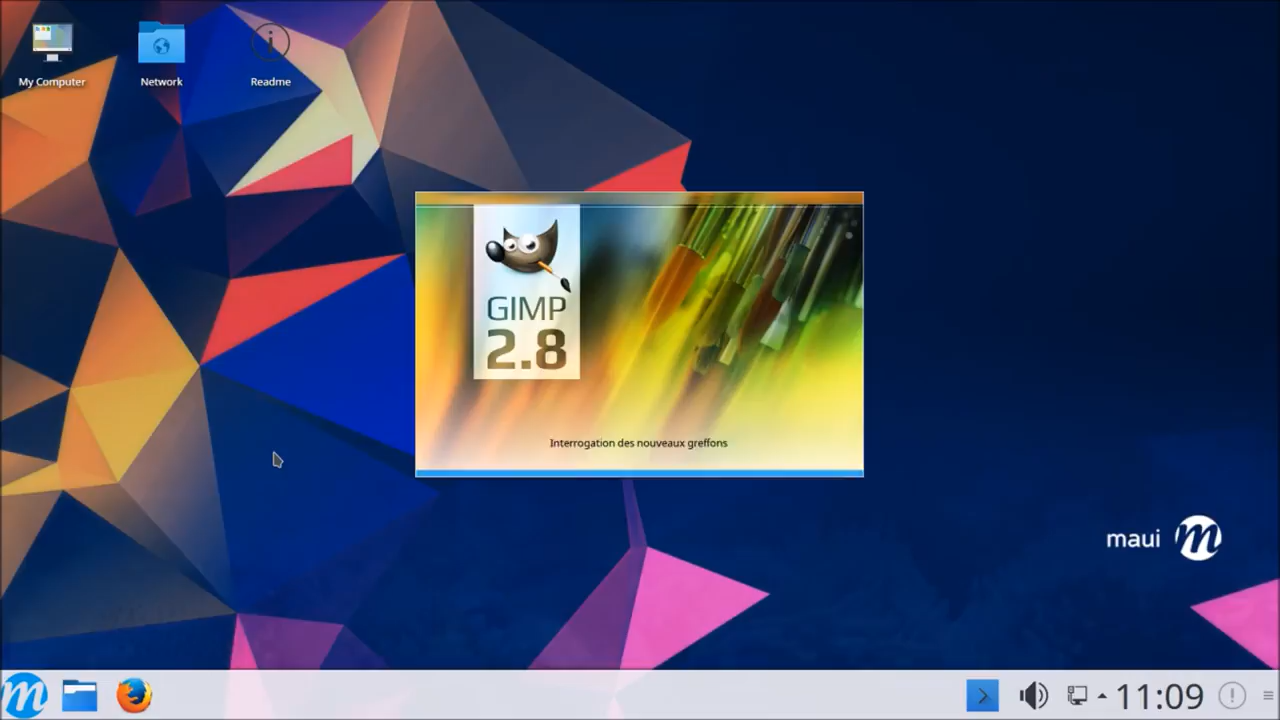 My Computer
Network
Readme
GIMP
2.8
Interrogation des nouveaux greffons
maui m
m
11:09